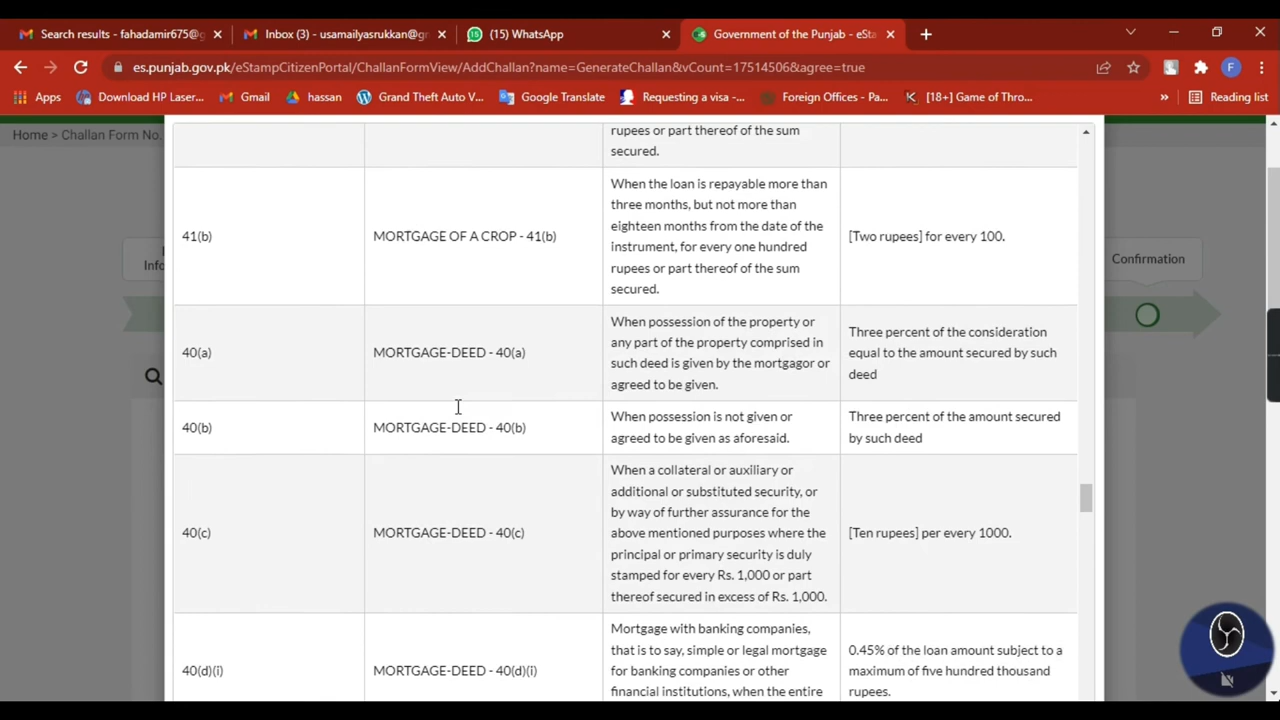 Search results - fahadamir675@g
Inbox (3) - usamailyasrukkan@gr
(15) WhatsApp
Government of the Punjab - eSta
es.punjab.gov.pk/eStampCitizenPortal/ChallanFormView/AddChallan?name=GenerateChallan&vCount=17514506&agree=true
Apps
Download HP Laser...
Gmail
hassan
Grand Theft Auto V...
Google Translate
Requesting a visa -...
Foreign Offices - Pa...
[18+] Game of Thro...
Reading list
Home > Challan Form No.
rupees or part thereof of the sum
secured.
41(b)
MORTGAGE OF A CROP - 41(b)
When the loan is repayable more than
three months, but not more than
eighteen months from the date of the
instrument, for every one hundred
rupees or part thereof of the sum
secured.
[Two rupees] for every 100.
Info
Confirmation
40(a)
MORTGAGE-DEED - 40(a)
When possession of the property or
any part of the property comprised in
such deed is given by the mortgagor or
agreed to be given.
Three percent of the consideration
equal to the amount secured by such
deed
40(b)
MORTGAGE-DEED - 40(b)
When possession is not given or
agreed to be given as aforesaid.
Three percent of the amount secured
by such deed
40(c)
MORTGAGE-DEED - 40(c)
When a collateral or auxiliary or
additional or substituted security, or
by way of further assurance for the
above mentioned purposes where the
principal or primary security is duly
stamped for every Rs. 1,000 or part
thereof secured in excess of Rs. 1,000.
[Ten rupees] per every 1000.
40(d)(i)
MORTGAGE-DEED - 40(d)(i)
Mortgage with banking companies,
that is to say, simple or legal mortgage
for banking companies or other
financial institutions, when the entire
0.45% of the loan amount subject to a
maximum of five hundred thousand
rupees.